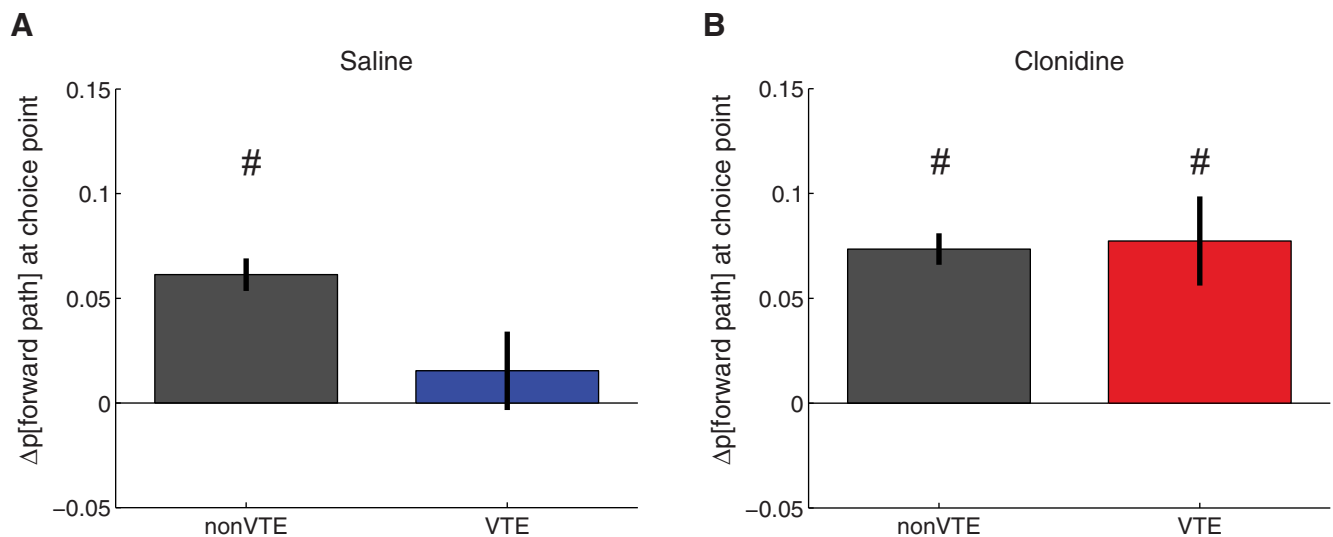 A
Saline
Δp[forward path] at choice point
0.15
0.1
0.05
0
−0.05
#
nonVTE
VTE
B
Clonidine
Δp[forward path] at choice point
0.15
0.1
0.05
0
−0.05
#
#
nonVTE
VTE